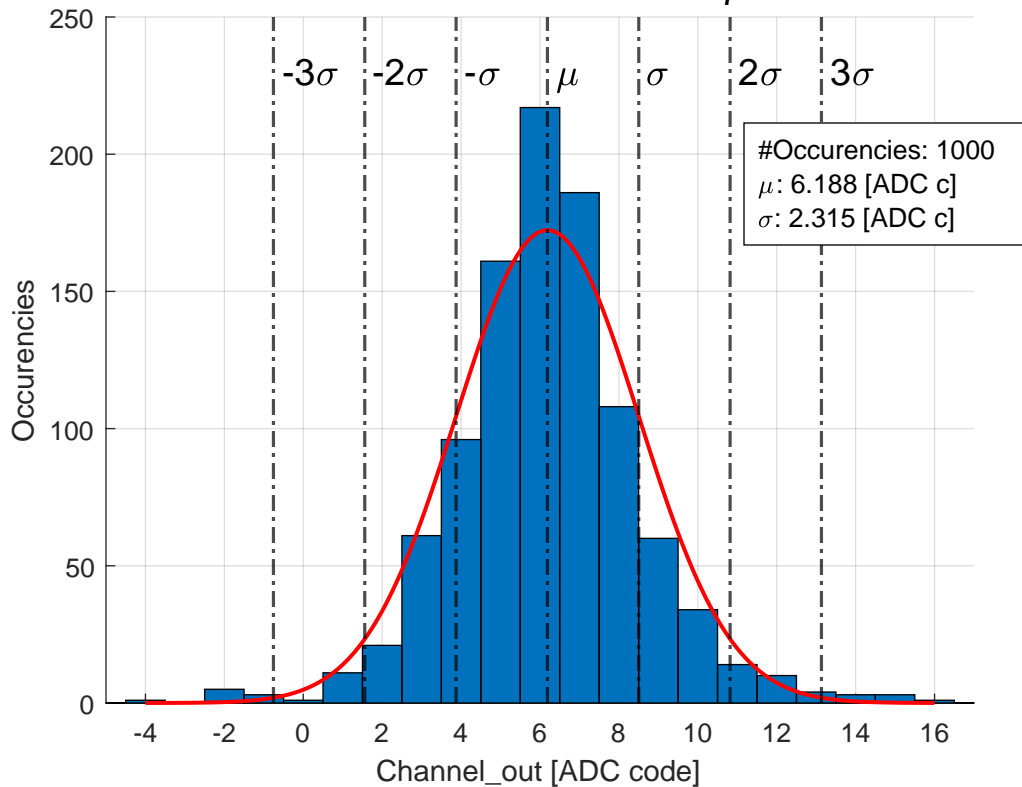 250
200
150
100
50
0
-3σ -2σ -σ μ σ 2σ 3σ
#Occurencies: 1000
μ: 6.188 [ADC c]
σ: 2.315 [ADC c]
Occurencies
-4 -2 0 2 4 6 8 10 12 14 16
Channel_out [ADC code]